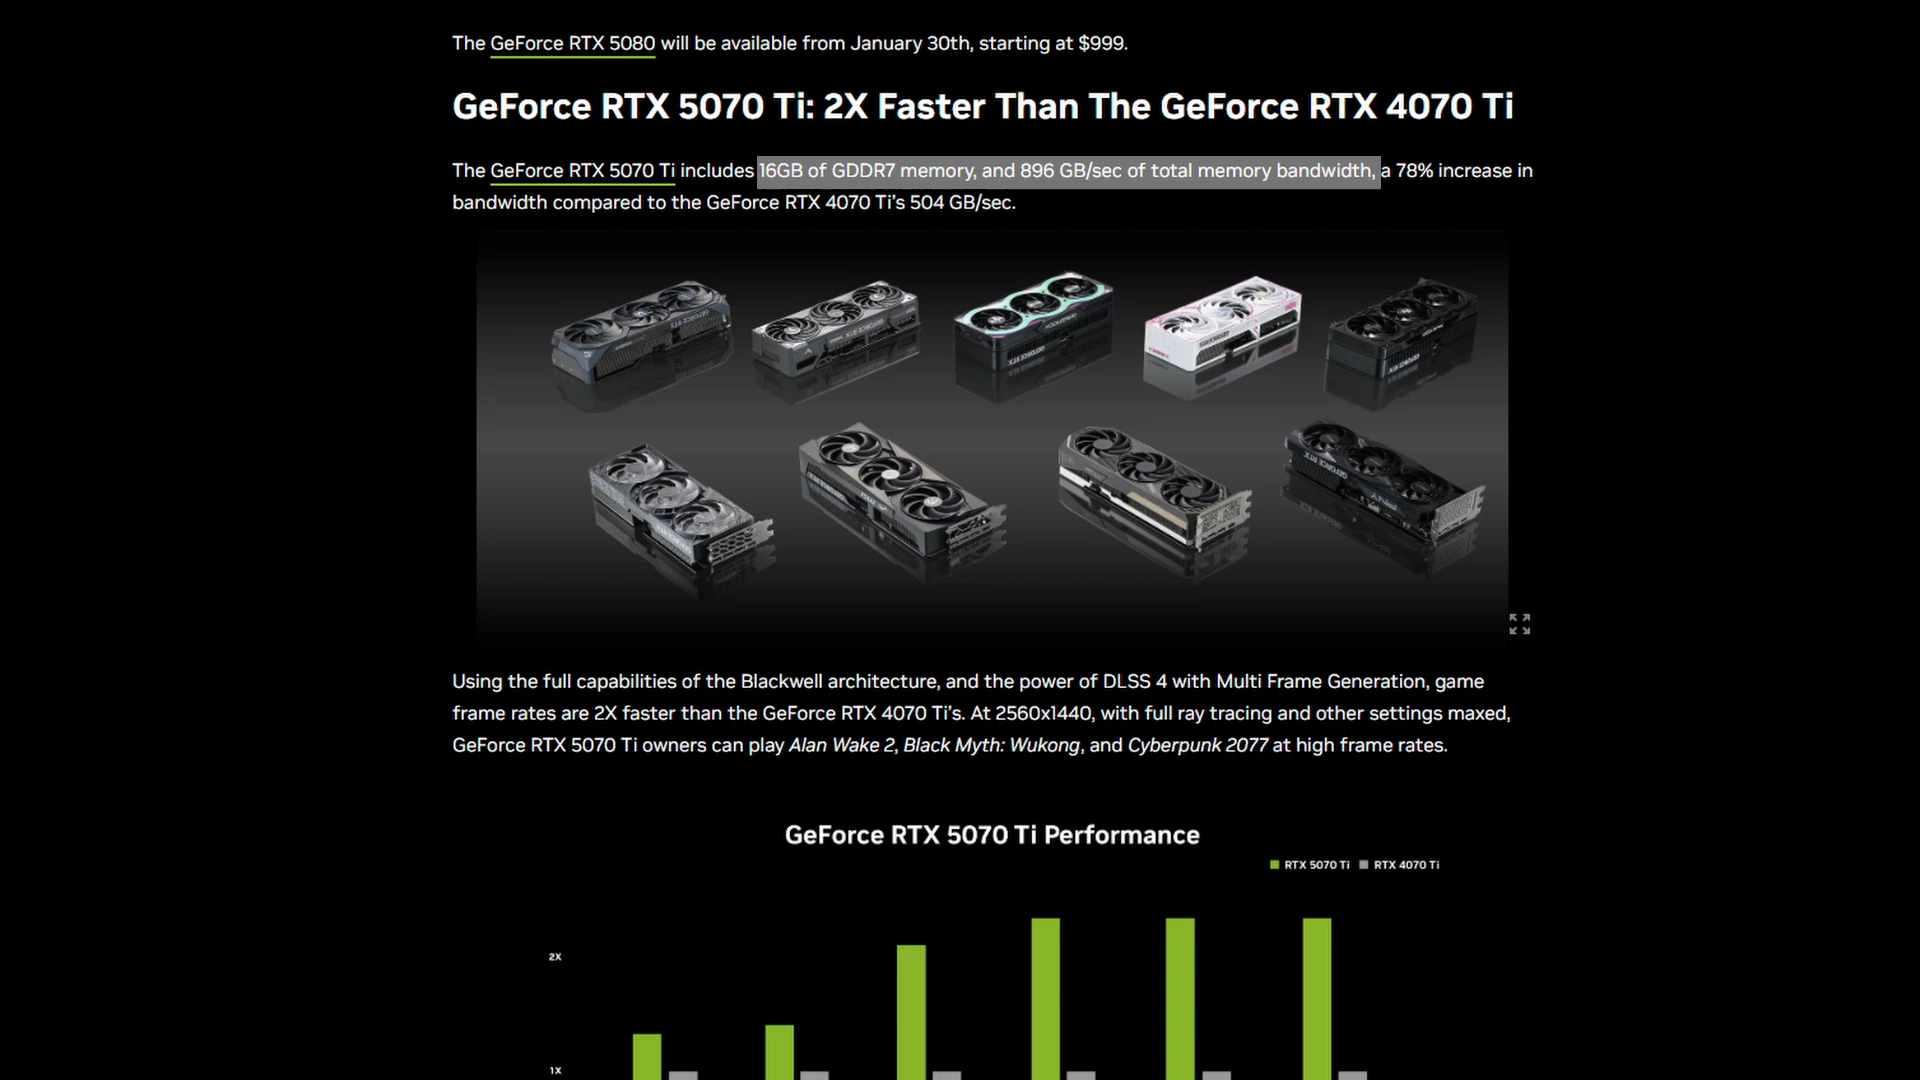 The GeForce RTX 5080 will be available from January 30th, starting at $999.
GeForce RTX 5070 Ti: 2X Faster Than The GeForce RTX 4070 Ti
The GeForce RTX 5070 Ti includes 16GB of GDDR7 memory, and 896 GB/sec of total memory bandwidth, a 78% increase in
bandwidth compared to the GeForce RTX 4070 Ti’s 504 GB/sec.
Using the full capabilities of the Blackwell architecture, and the power of DLSS 4 with Multi Frame Generation, game
frame rates are 2X faster than the GeForce RTX 4070 Ti’s. At 2560x1440, with full ray tracing and other settings maxed,
GeForce RTX 5070 Ti owners can play Alan Wake 2, Black Myth: Wukong, and Cyberpunk 2077 at high frame rates.
GeForce RTX 5070 Ti Performance
RTX 5070 Ti RTX 4070 Ti
2X
1X